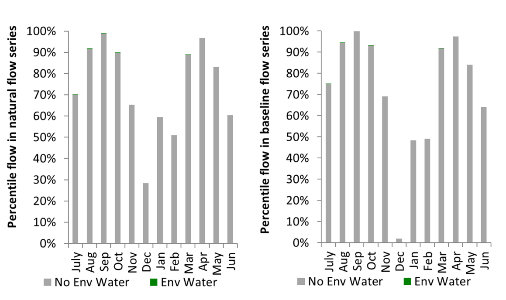 Percentile flow in natural flow series
100%
90%
80%
70%
60%
50%
40%
30%
20%
10%
0%
July
Aug
Sep
Oct
Nov
Dec
Jan
Feb
Mar
Apr
May
Jun
No Env Water
Env Water
Percentile flow in baseline flow series
100%
90%
80%
70%
60%
50%
40%
30%
20%
10%
0%
July
Aug
Sep
Oct
Nov
Dec
Jan
Feb
Mar
Apr
May
Jun
No Env Water
Env Water